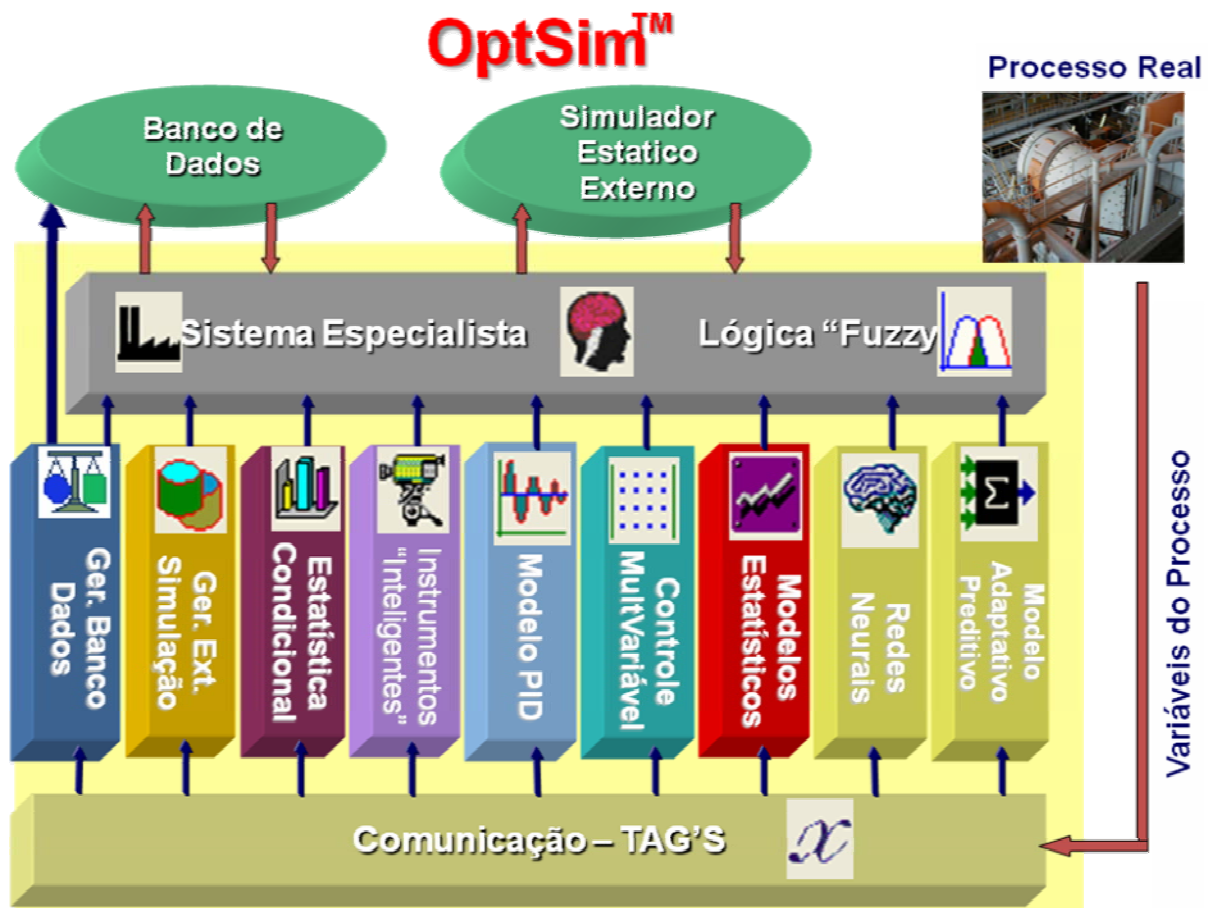 OptSim™
Processo Real
Banco de
Dados
Simulador
Estatico
Externo
Sistema Especialista
Lógica “Fuzzy
Ger. Banco
Dados
Ger. Ext.
Simulação
Estatística
Condicional
Instrumentos
“Inteligentes”
Modelo PID
Controle
MultVariável
Modelos
Estatísticos
Redes
Neurais
Modelo
Adaptativo
Preditivo
Variáveis do Processo
Comunicação – TAG’S
x
Σ